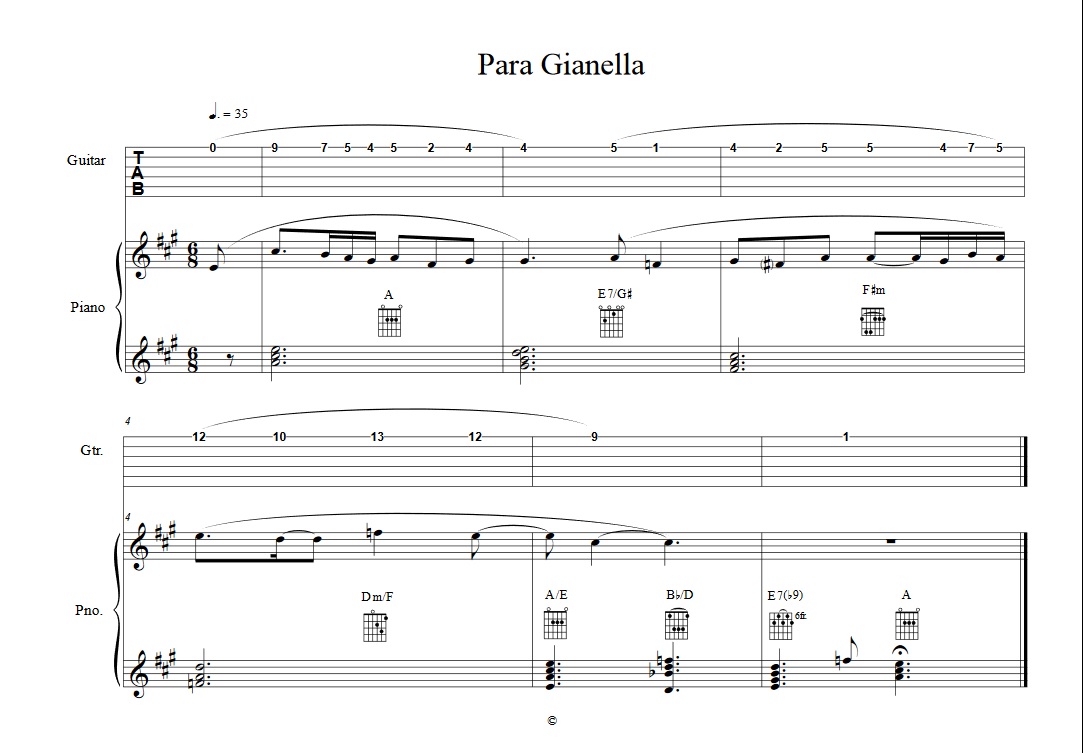 Para Gianella
♩. = 35
Guitar
T A B
0 9 7 5 4 5 2 4 4 5 1 4 2 5 5 4 7 5
6 8
Piano
A E7/G♯ F♯m
6 8
4
Gtr.
12 10 13 12 9 1
4
Pno.
Dm/F A/E B♭/D E7(♭9) A
6fr
©